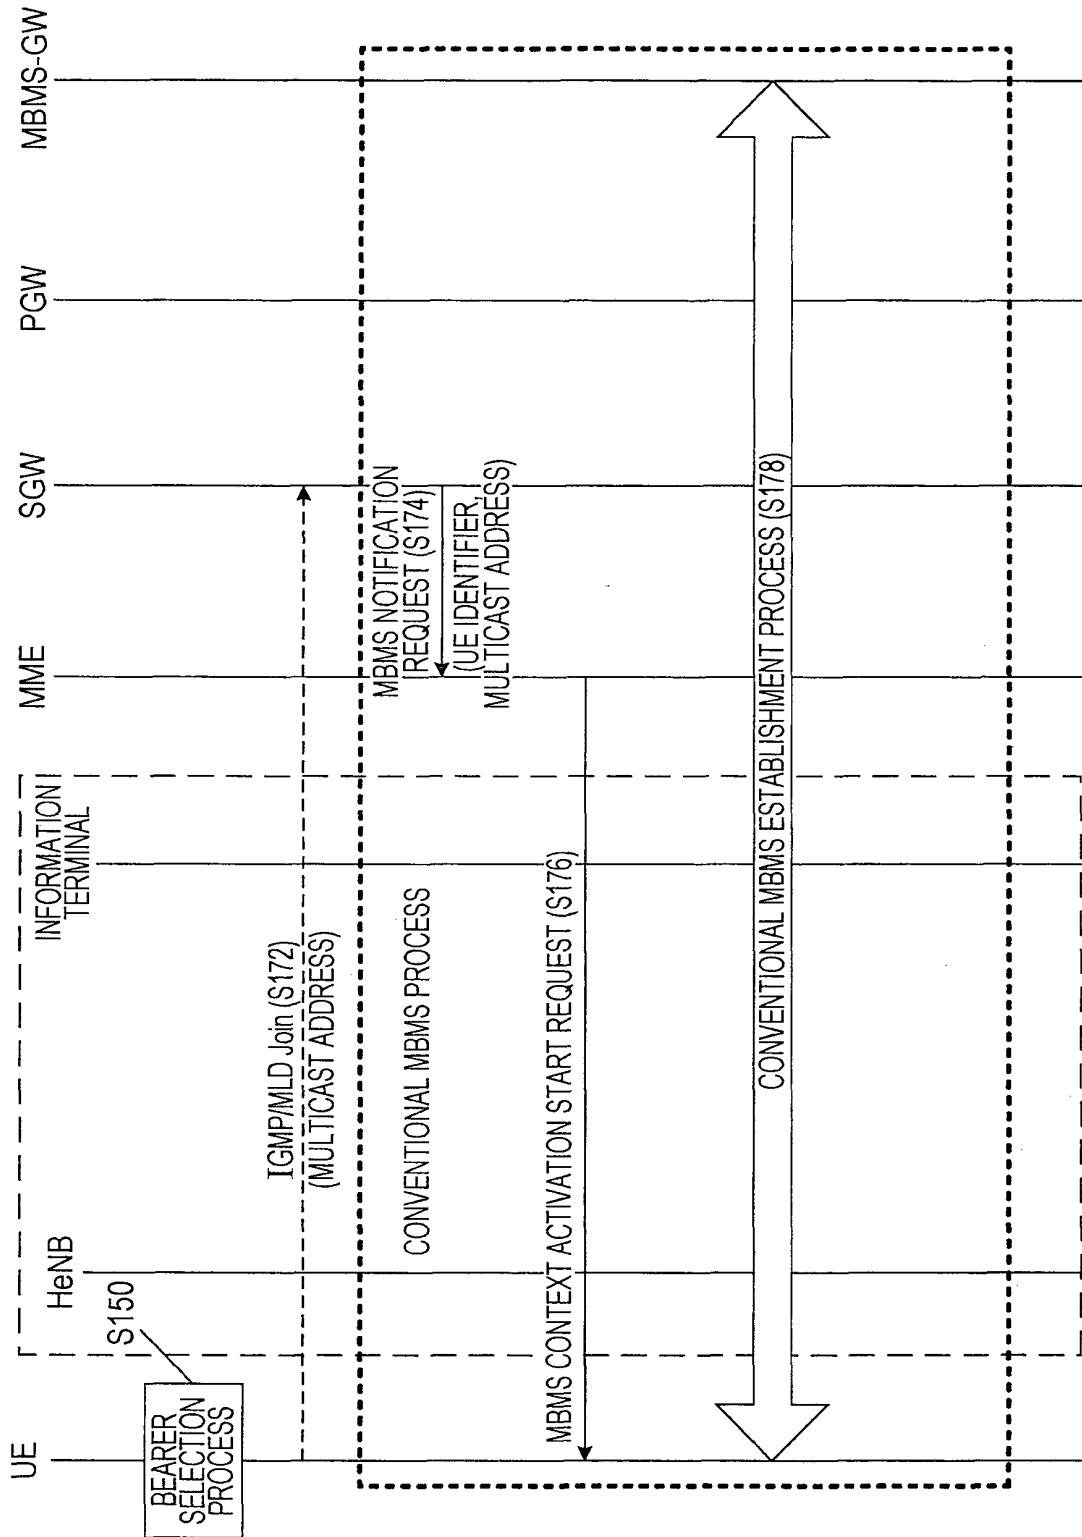 UE
HeNB
INFORMATION
TERMINAL
MME
SGW
PGW
MBMS-GW
BEARER
SELECTION
PROCESS
S150
IGMP/MLD Join (S172)
(MULTICAST ADDRESS)
CONVENTIONAL MBMS PROCESS
MBMS NOTIFICATION
REQUEST (S174)
(UE IDENTIFIER,
MULTICAST ADDRESS)
MBMS CONTEXT ACTIVATION START REQUEST (S176)
CONVENTIONAL MBMS ESTABLISHMENT PROCESS (S178)